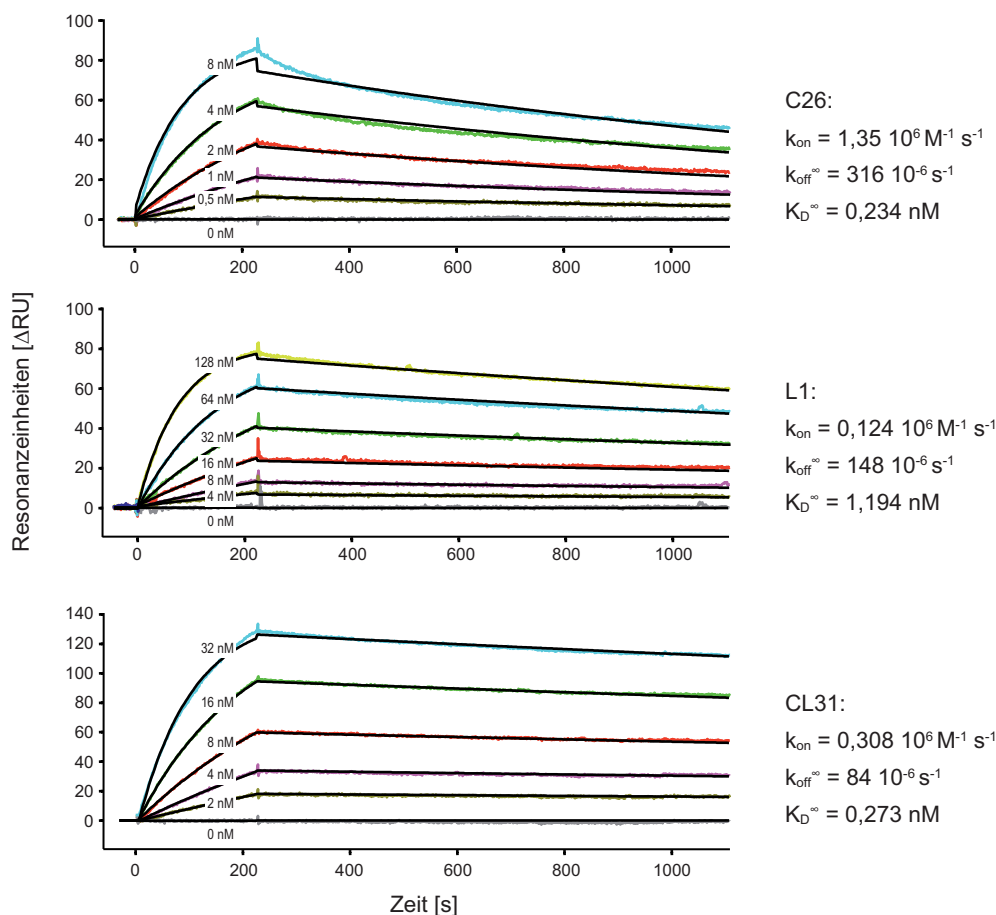 Resonanzeinheiten [ΔRU]
100
80
60
40
20
0
8 nM
4 nM
2 nM
1 nM
0,5 nM
0 nM
0 200 400 600 800 1000
C26:
kon = 1,35 10⁶ M⁻¹ s⁻¹
koff∞ = 316 10⁻⁶ s⁻¹
KD∞ = 0,234 nM
100
80
60
40
20
0
128 nM
64 nM
32 nM
16 nM
8 nM
4 nM
0 nM
0 200 400 600 800 1000
L1:
kon = 0,124 10⁶ M⁻¹ s⁻¹
koff∞ = 148 10⁻⁶ s⁻¹
KD∞ = 1,194 nM
140
120
100
80
60
40
20
0
32 nM
16 nM
8 nM
4 nM
2 nM
0 nM
0 200 400 600 800 1000
CL31:
kon = 0,308 10⁶ M⁻¹ s⁻¹
koff∞ = 84 10⁻⁶ s⁻¹
KD∞ = 0,273 nM
Zeit [s]